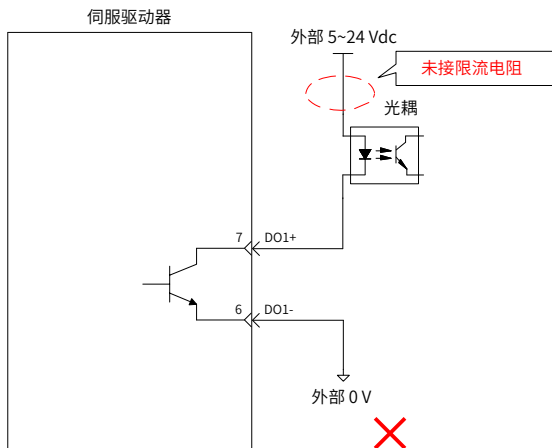 伺服驱动器
外部 5~24 Vdc
未接限流电阻
光耦
7 DO1+
6 DO1-
外部 0 V